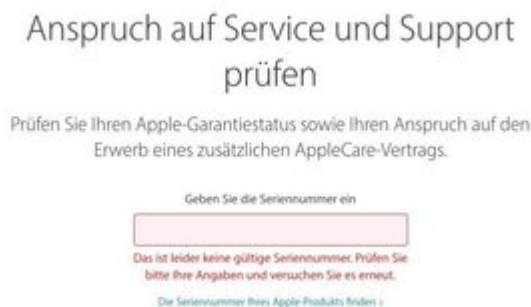 Anspruch auf Service und Support
prüfen
Prüfen Sie Ihren Apple-Garantiestatus sowie Ihren Anspruch auf den
Erwerb eines zusätzlichen AppleCare-Vertrags.
Geben Sie die Seriennummer ein
Das ist leider keine gültige Seriennummer. Prüfen Sie
bitte Ihre Angaben und versuchen Sie es erneut.
Die Seriennummer Ihres Apple-Produkts finden ›